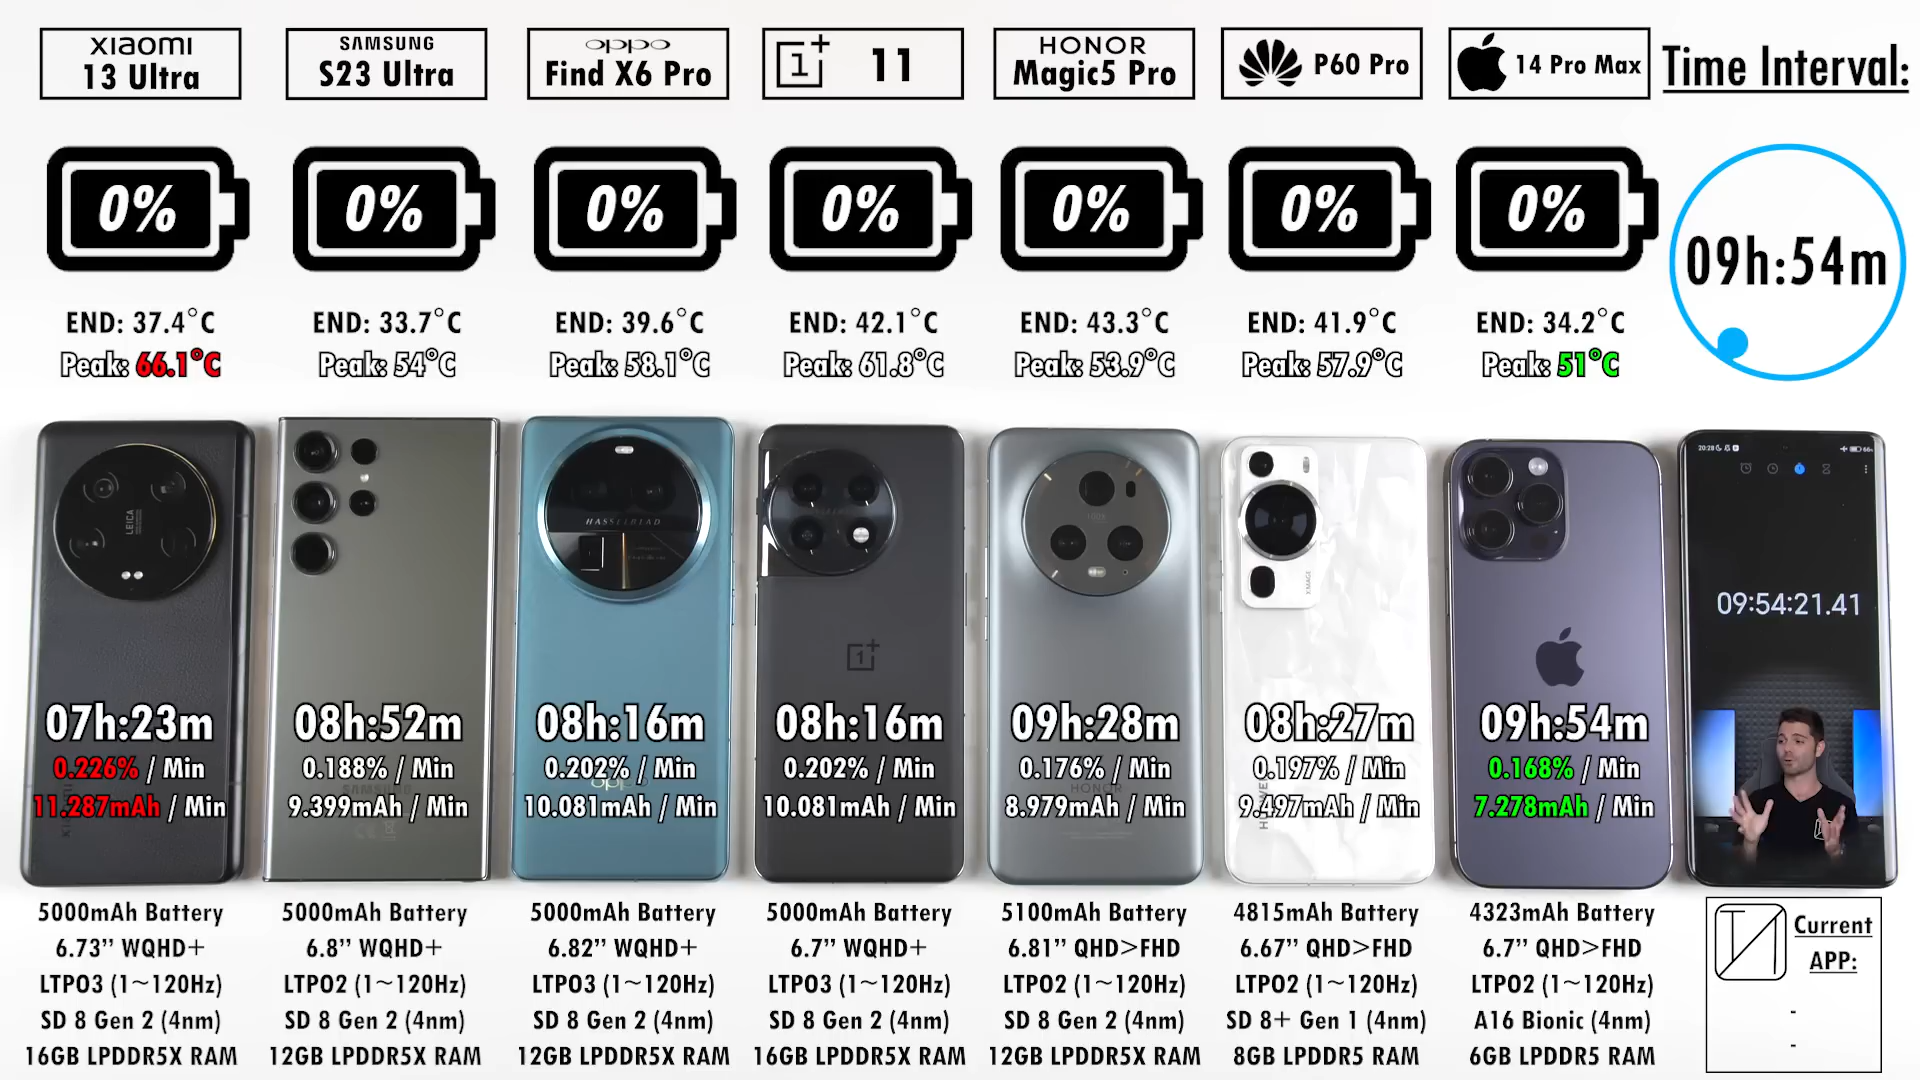 xiaomi
13 Ultra
SAMSUNG
S23 Ultra
oppo
Find X6 Pro
1+ 11
HONOR
Magic5 Pro
P60 Pro
14 Pro Max
Time Interval:
0%
0%
0%
0%
0%
0%
0%
09h:54m
END: 37.4°C
Peak: 66.1°C
END: 33.7°C
Peak: 54°C
END: 39.6°C
Peak: 58.1°C
END: 42.1°C
Peak: 61.8°C
END: 43.3°C
Peak: 53.9°C
END: 41.9°C
Peak: 57.9°C
END: 34.2°C
Peak: 51°C
LEICA
HASSELBLAD
XMAGE
1+
20:28
09:54:21.41
07h:23m
0.226% / Min
11.287mAh / Min
08h:52m
0.188% / Min
SAMSUNG
9.399mAh / Min
08h:16m
0.202% / Min
oppo
10.081mAh / Min
08h:16m
0.202% / Min
10.081mAh / Min
09h:28m
0.176% / Min
HONOR
8.979mAh / Min
08h:27m
0.197% / Min
9.497mAh / Min
HUAWEI
09h:54m
0.168% / Min
7.278mAh / Min
5000mAh Battery
6.73’’ WQHD+
LTPO3 (1~120Hz)
SD 8 Gen 2 (4nm)
16GB LPDDR5X RAM
5000mAh Battery
6.8’’ WQHD+
LTPO2 (1~120Hz)
SD 8 Gen 2 (4nm)
12GB LPDDR5X RAM
5000mAh Battery
6.82’’ WQHD+
LTPO3 (1~120Hz)
SD 8 Gen 2 (4nm)
12GB LPDDR5X RAM
5000mAh Battery
6.7’’ WQHD+
LTPO3 (1~120Hz)
SD 8 Gen 2 (4nm)
16GB LPDDR5X RAM
5100mAh Battery
6.81’’ QHD>FHD
LTPO2 (1~120Hz)
SD 8 Gen 2 (4nm)
12GB LPDDR5X RAM
4815mAh Battery
6.67’’ QHD>FHD
LTPO2 (1~120Hz)
SD 8+ Gen 1 (4nm)
8GB LPDDR5 RAM
4323mAh Battery
6.7’’ QHD>FHD
LTPO2 (1~120Hz)
A16 Bionic (4nm)
6GB LPDDR5 RAM
Current
APP:
-
-